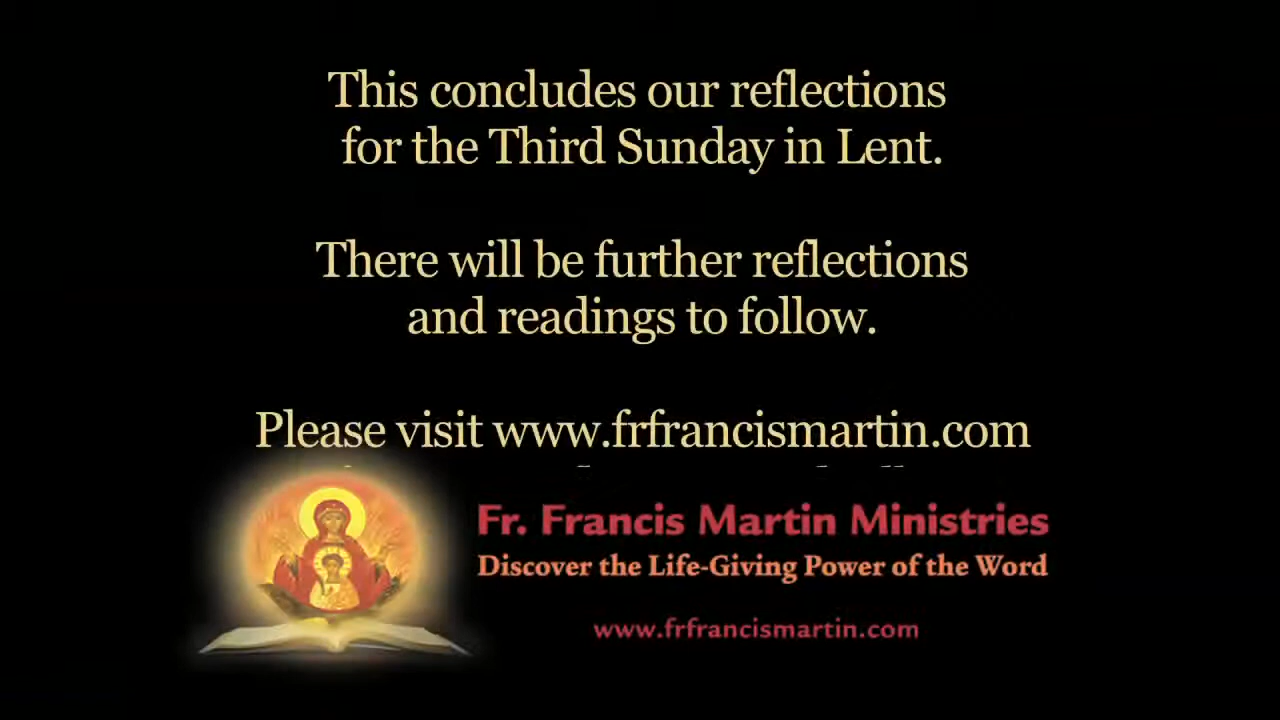 This concludes our reflections
for the Third Sunday in Lent.
There will be further reflections
and readings to follow.
Please visit www.frfrancismartin.com
Fr. Francis Martin Ministries
Discover the Life-Giving Power of the Word
www.frfrancismartin.com